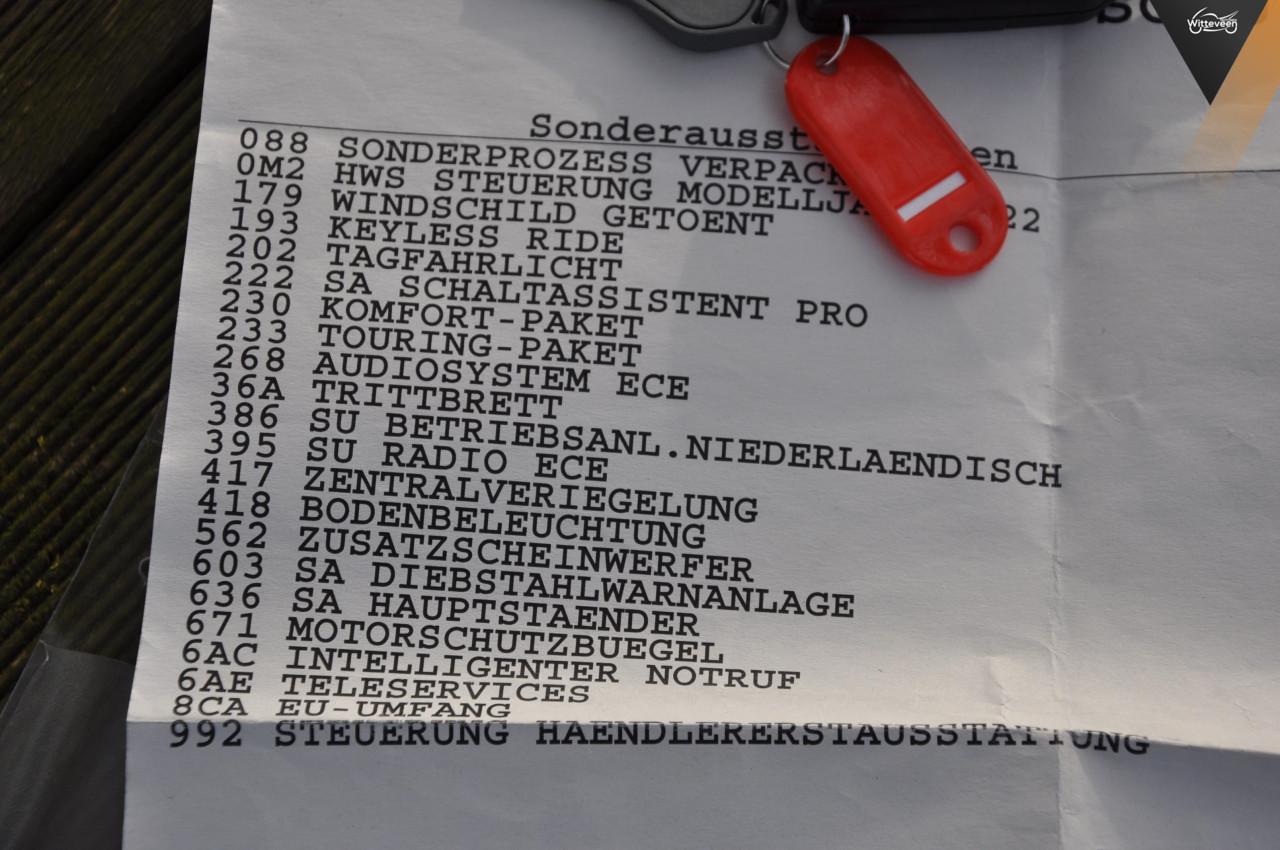 Witteveen
088 SONDERPROZESS
0M2 HWS STEUERUNG 22
179 WINDSCHILD GETOENT
193 KEYLESS RIDE
202 TAGFAHRLICHT
222 SA SCHALTASSISTENT PRO
230 KOMFORT-PAKET
233 TOURING-PAKET
268 AUDIOSYSTEM ECE
36A TRITTBRETT
386 SU BETRIEBSANL.NIEDERLAENDISCH
395 SU RADIO ECE
417 ZENTRALVERIEGELUNG
418 BODENBELEUCHTUNG
562 ZUSATZSCHEINWERFER
603 SA DIEBSTAHLWARNANLAGE
636 SA HAUPTSTAENDER
671 MOTORSCHUTZBUEGEL
6AC INTELLIGENTER NOTRUF
6AE TELESERVICES
8CA EU-UMFANG
992 STEUERUNG HAENDLERERSTAUSSTATTUNG